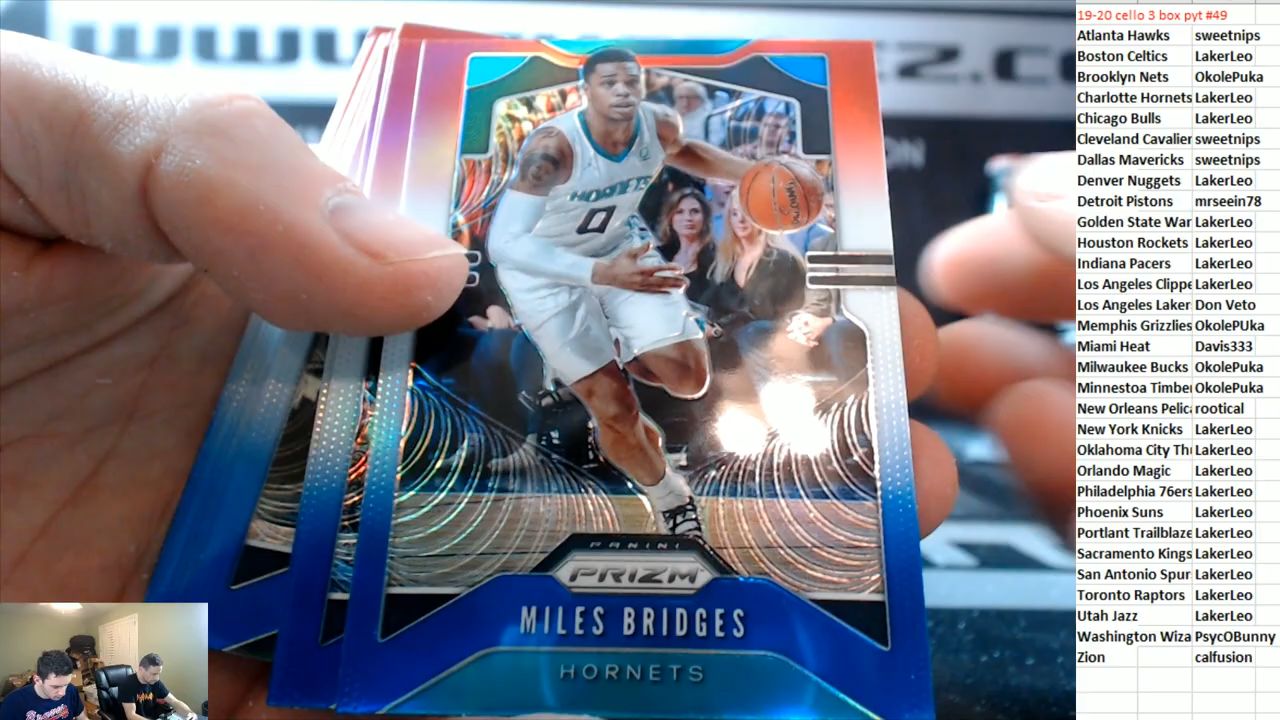 19-20 cello 3 box pyt #49
Atlanta Hawks sweetnips
Boston Celtics LakerLeo
Brooklyn Nets OkolePuka
Charlotte Hornets LakerLeo
Chicago Bulls LakerLeo
Cleveland Cavalier sweetnips
Dallas Mavericks sweetnips
Denver Nuggets LakerLeo
Detroit Pistons mrseein78
Golden State War LakerLeo
Houston Rockets LakerLeo
Indiana Pacers LakerLeo
Los Angeles Clippe LakerLeo
Los Angeles Laker Don Veto
Memphis Grizzlies OkolePUka
Miami Heat Davis333
Milwaukee Bucks OkolePuka
Minnestoa Timbe OkolePuka
New Orleans Pelic rootical
New York Knicks LakerLeo
Oklahoma City Th LakerLeo
Orlando Magic LakerLeo
Philadelphia 76ers LakerLeo
Phoenix Suns LakerLeo
Portlant Trailblaze LakerLeo
Sacramento Kings LakerLeo
San Antonio Spur LakerLeo
Toronto Raptors LakerLeo
Utah Jazz LakerLeo
Washington Wiza PsycOBunny
Zion calfusion
HORNETS
0
PANINI
PRIZM
MILES BRIDGES
HORNETS